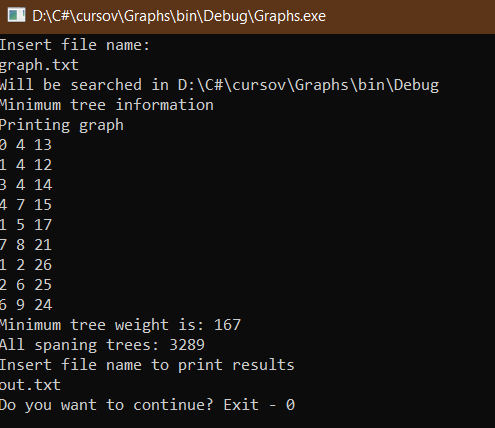 D:\C#\cursov\Graphs\bin\Debug\Graphs.exe
Insert file name:
graph.txt
Will be searched in D:\C#\cursov\Graphs\bin\Debug
Minimum tree information
Printing graph
0 4 13
1 4 12
3 4 14
4 7 15
1 5 17
7 8 21
1 2 26
2 6 25
6 9 24
Minimum tree weight is: 167
All spaning trees: 3289
Insert file name to print results
out.txt
Do you want to continue? Exit - 0